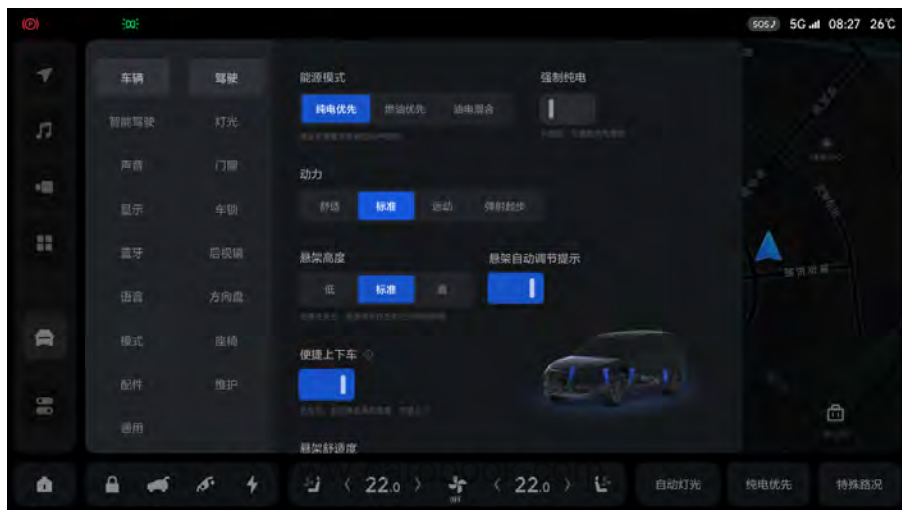 SOS 5G 08:27 26℃
车辆 驾驶 能源模式 强制纯电
纯电优先 燃油优先 油电混合
智能驾驶 灯光
声音 门窗
动力
显示 车锁 舒适 标准 运动 弹射起步
蓝牙 后视镜 悬架高度 悬架自动调节提示
语言 方向盘 低 标准 高
模式 座椅
便捷上下车
配件 维护
通用
悬架舒适度
22.0 OFF 22.0 自动灯光 纯电优先 特殊路况